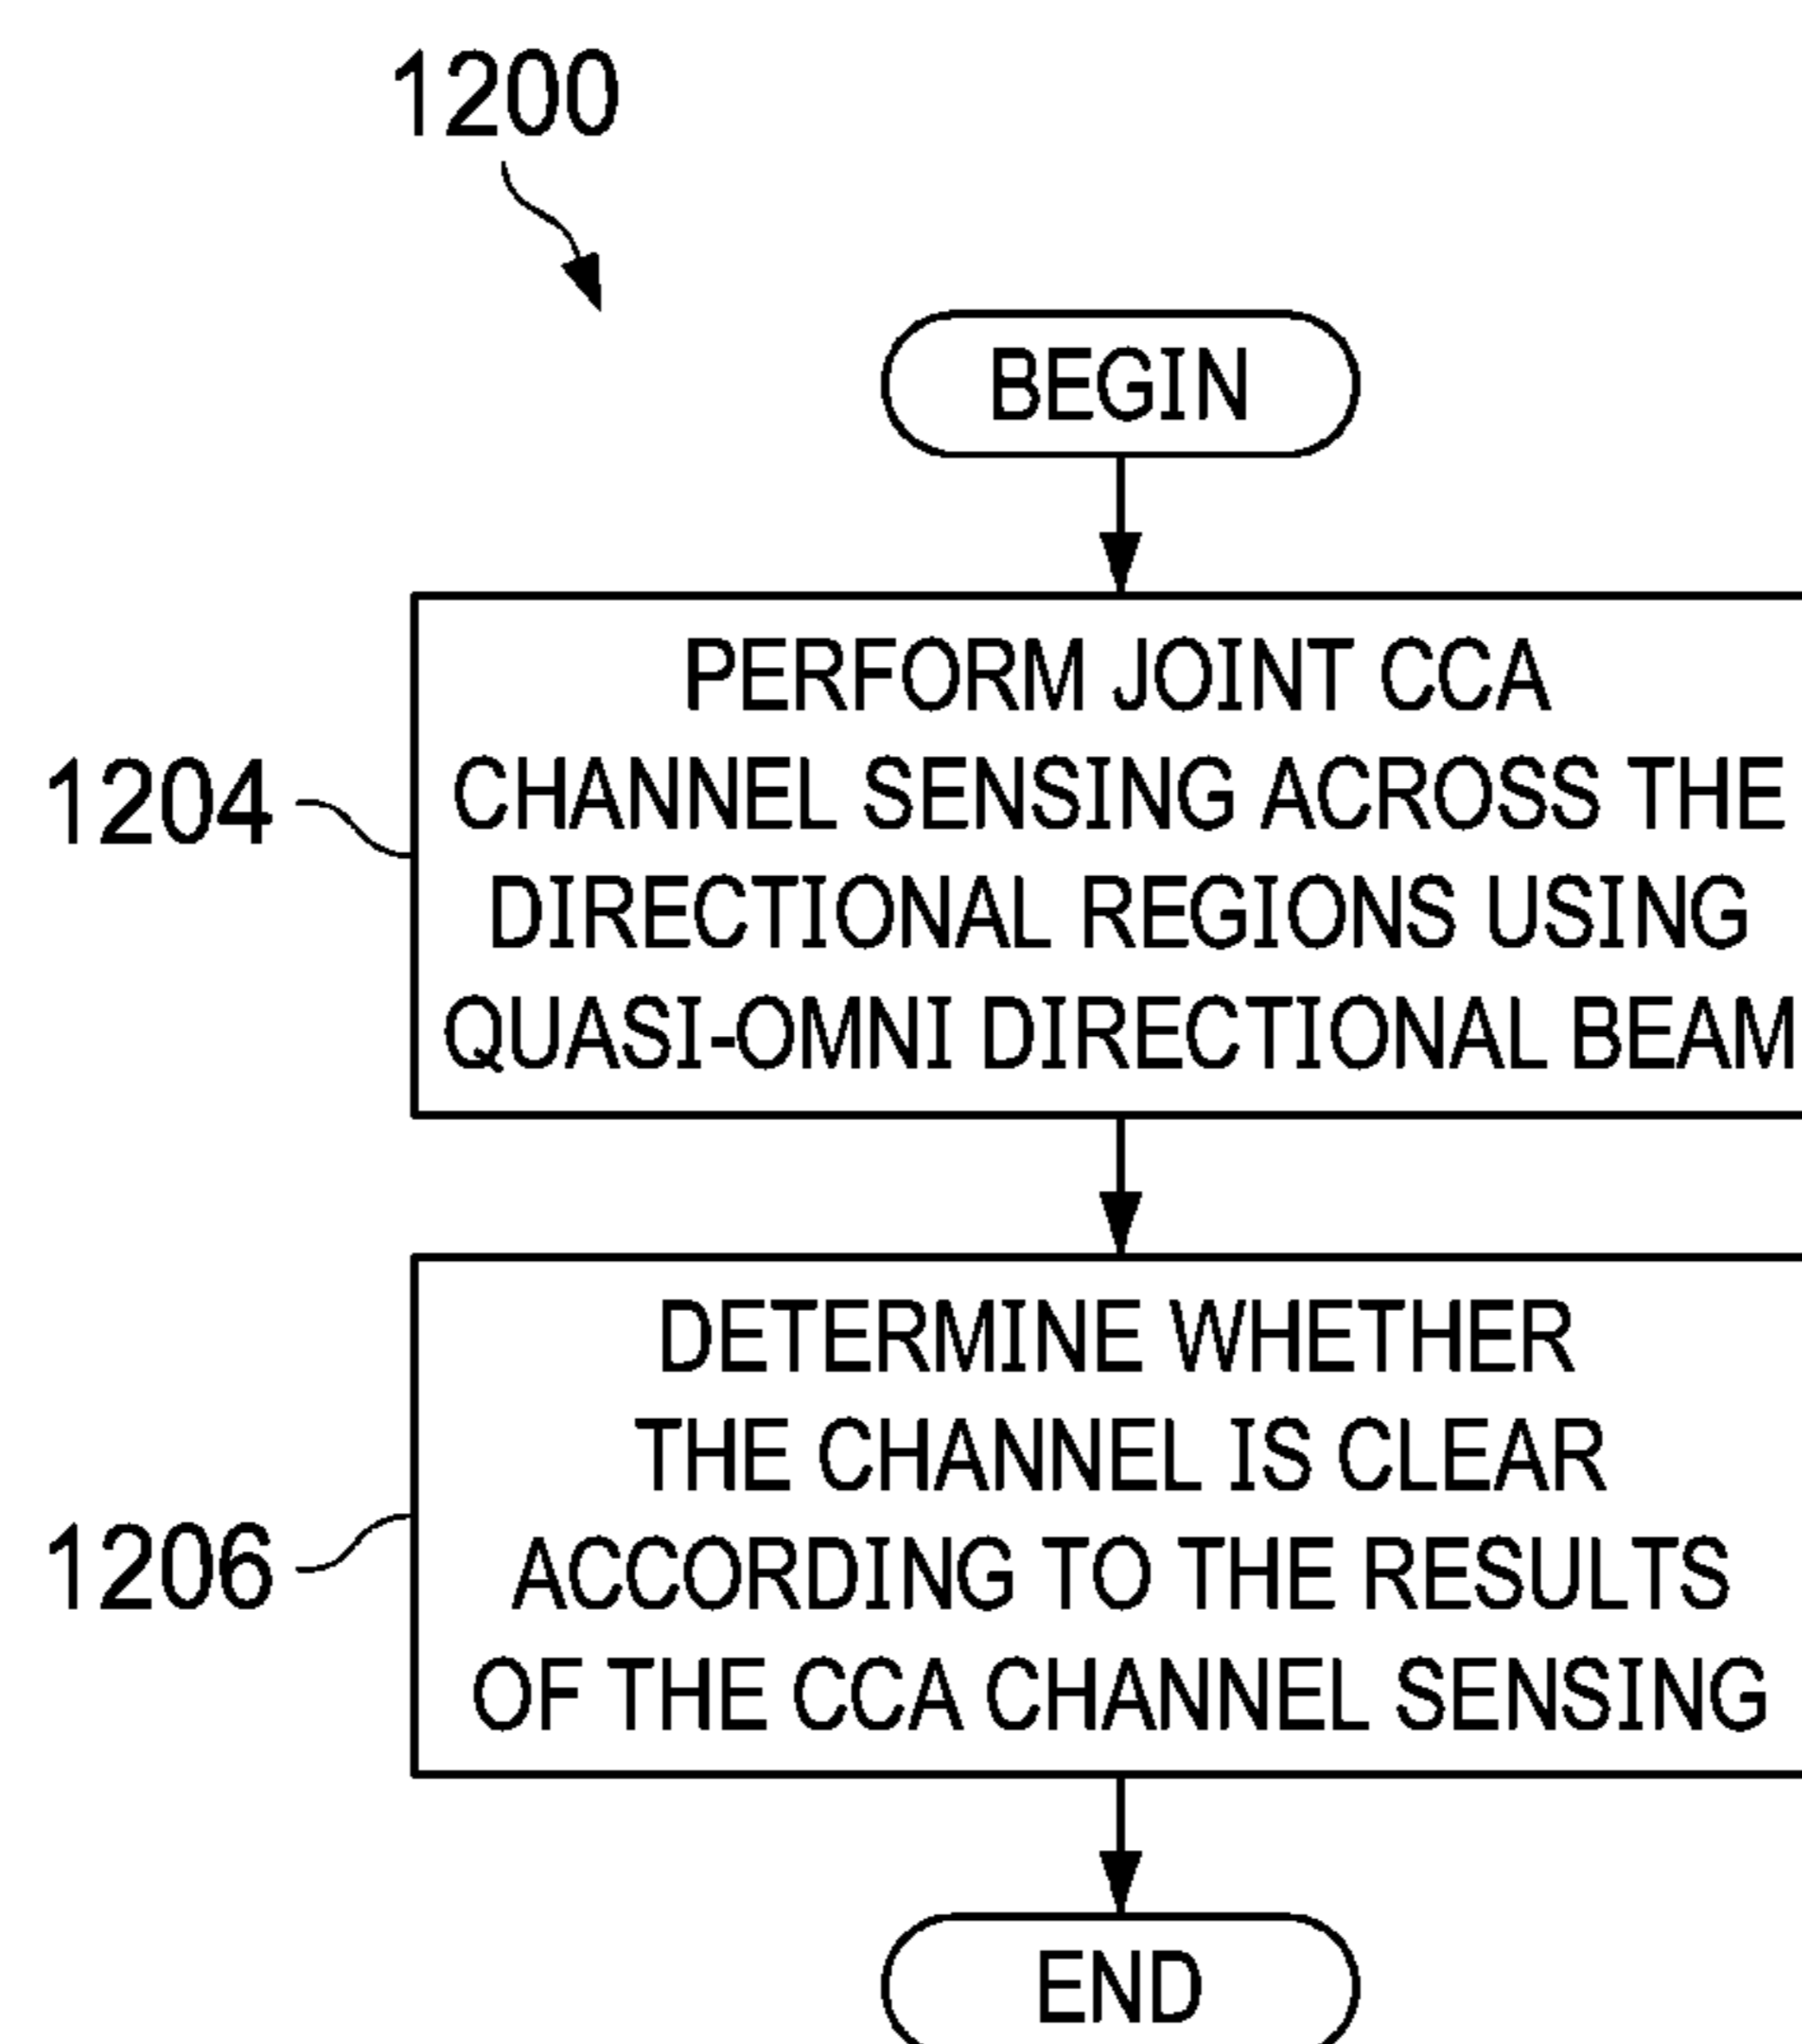 1200
BEGIN
PERFORM JOINT CCA
CHANNEL SENSING ACROSS THE
DIRECTIONAL REGIONS USING
QUASI-OMNI DIRECTIONAL BEAM
1204
DETERMINE WHETHER
THE CHANNEL IS CLEAR
ACCORDING TO THE RESULTS
OF THE CCA CHANNEL SENSING
1206
END